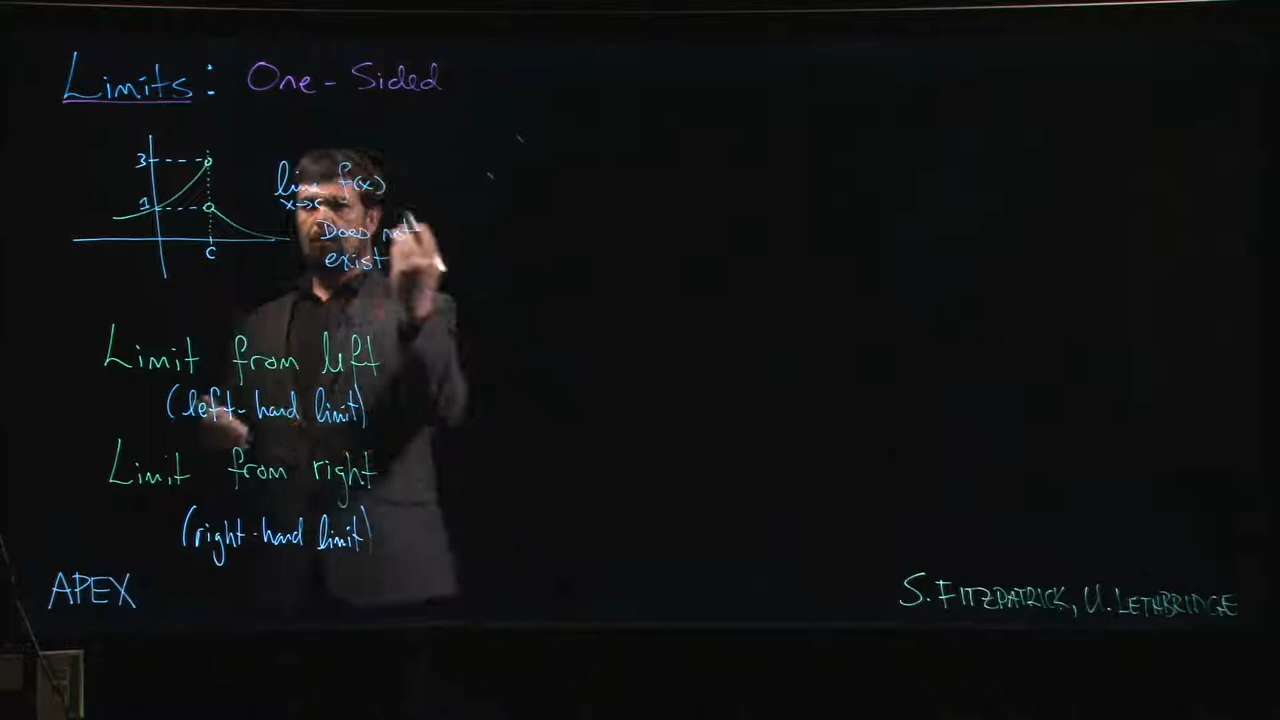 Limits: One-Sided
3
1
c
lim f(x)
x→c
Does not
exist
Limit from left
(left-hand limit)
Limit from right
(right-hand limit)
APEX
S. FITZPATRICK, U. LETHBRIDGE